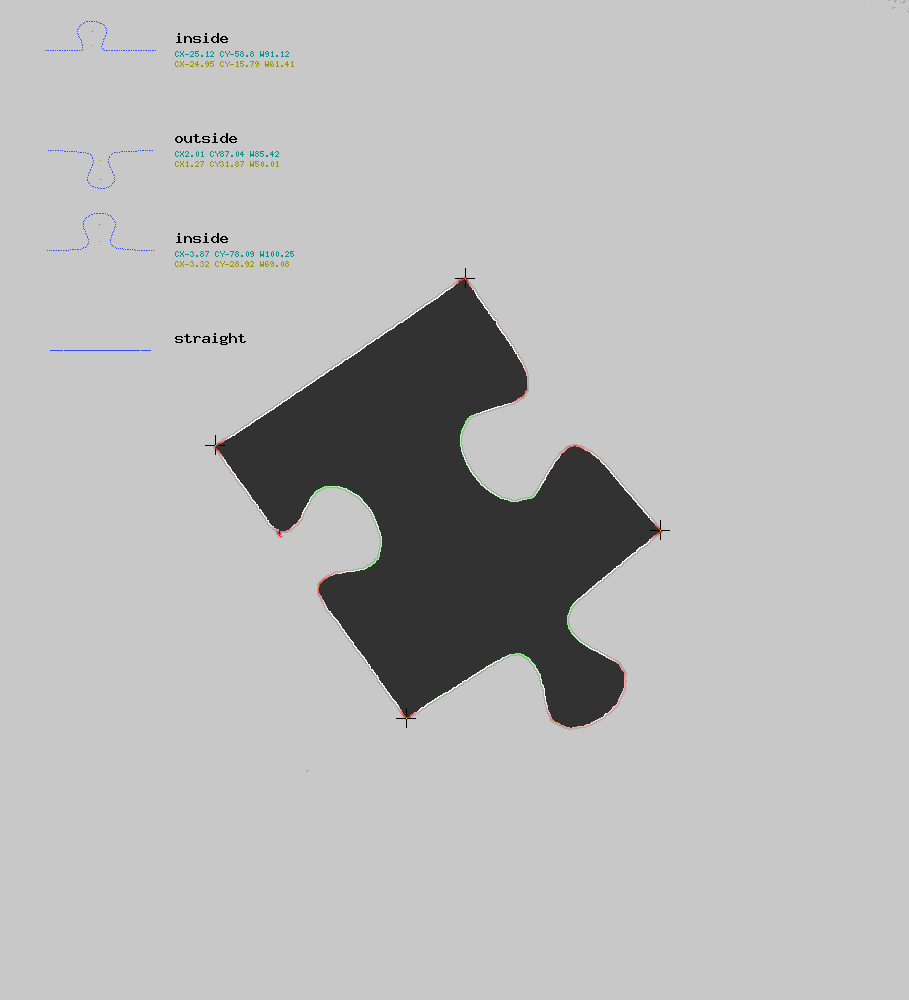 inside
CX-25.12 CY-58.8 W91.12
CX-24.95 CY-15.79 W61.41
outside
CX2.01 CY87.04 W85.42
CX1.27 CY31.87 W50.01
inside
CX-3.87 CY-78.09 W100.25
CX-3.32 CY-28.92 W69.08
straight